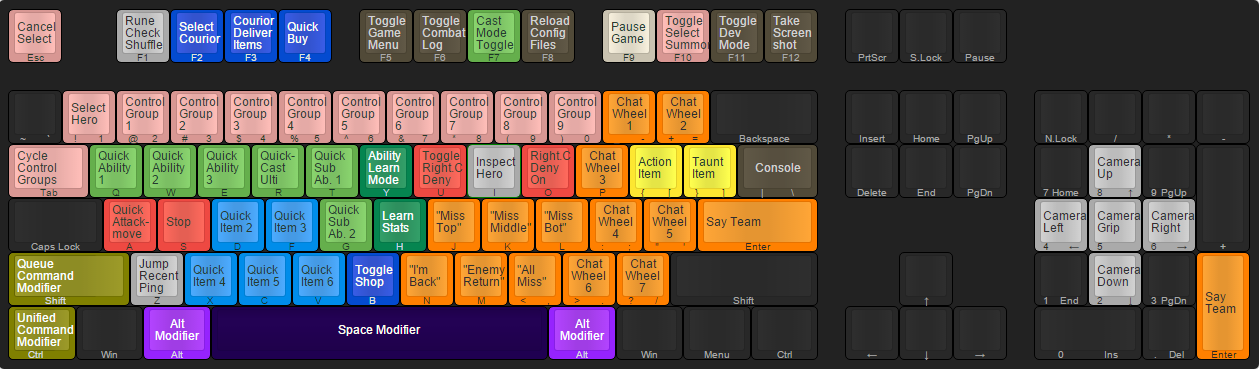 Cancel
Select
Esc
Rune
Check
Shuffle
F1
Select
Courior
F2
Courior
Deliver
Items
F3
Quick
Buy
F4
Toggle
Game
Menu
F5
Toggle
Combat
Log
F6
Cast
Mode
Toggle
F7
Reload
Config
Files
F8
Pause
Game
F9
Toggle
Select
Summon
F10
Toggle
Dev
Mode
F11
Take
Screen
shot
F12
PrtScr
S.Lock
Pause
~ `
Select
Hero
! 1
Control
Group
1
@ 2
Control
Group
2
# 3
Control
Group
3
$ 4
Control
Group
4
% 5
Control
Group
5
^ 6
Control
Group
6
& 7
Control
Group
7
* 8
Control
Group
8
( 9
Control
Group
9
) 0
Chat
Wheel
1
_ -
Chat
Wheel
2
+ =
Backspace
Insert
Home
PgUp
N.Lock
/
*
-
Cycle
Control
Groups
Tab
Quick
Ability
1
Q
Quick
Ability
2
W
Quick
Ability
3
E
Quick-
Cast
Ulti
R
Quick
Sub
Ab. 1
T
Ability
Learn
Mode
Y
Toggle
Right.C
Deny
U
Inspect
Hero
I
Right.C
Deny
On
O
Chat
Wheel
3
P
Action
Item
{ [
Taunt
Item
} ]
Console
| \
Delete
End
PgDn
7 Home
Camera
Up
8 ↑
9 PgUp
+
Caps Lock
Quick
Attack-
move
A
Stop
S
Quick
Item 2
D
Quick
Item 3
F
Quick
Sub
Ab. 2
G
Learn
Stats
H
"Miss
Top"
J
"Miss
Middle"
K
"Miss
Bot"
L
Chat
Wheel
4
: ;
Chat
Wheel
5
" '
Say Team
Enter
Camera
Left
4 ←
Camera
Grip
5
Camera
Right
6 →
Queue
Command
Modifier
Shift
Jump
Recent
Ping
Z
Quick
Item 4
X
Quick
Item 5
C
Quick
Item 6
V
Toggle
Shop
B
"I'm
Back"
N
"Enemy
Return"
M
"All
Miss"
< ,
Chat
Wheel
6
> .
Chat
Wheel
7
? /
Shift
↑
1 End
Camera
Down
2 ↓
3 PgDn
Say
Team
Enter
Unified
Command
Modifier
Ctrl
Win
Alt
Modifier
Alt
Space Modifier
Alt
Modifier
Alt
Win
Menu
Ctrl
←
↓
→
0 Ins
. Del